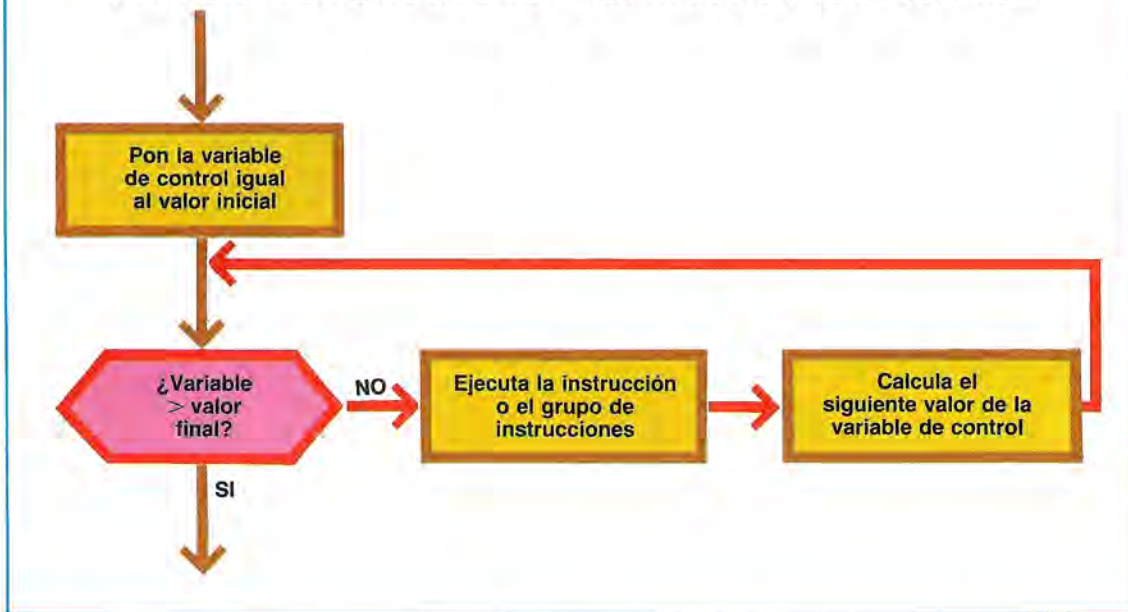 Pon la variable
de control igual
al valor inicial
¿Variable
> valor
final?
NO
Ejecuta la instrucción
o el grupo de
instrucciones
Calcula el
siguiente valor de la
variable de control
SI